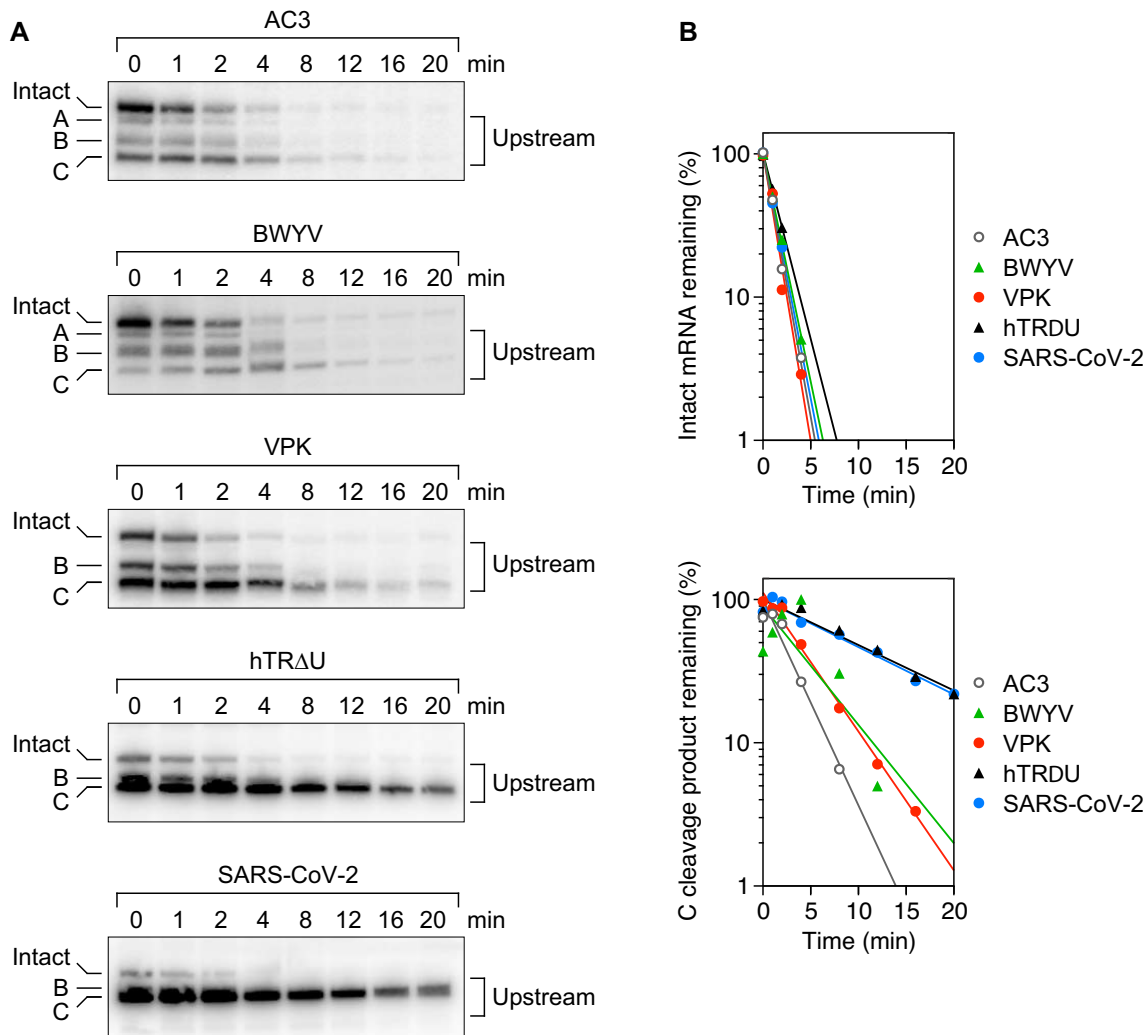 A
AC3
0 1 2 4 8 12 16 20 min
Intact
A
B
C
Upstream
BWYV
0 1 2 4 8 12 16 20 min
Intact
A
B
C
Upstream
VPK
0 1 2 4 8 12 16 20 min
Intact
B
C
Upstream
hTRΔU
0 1 2 4 8 12 16 20 min
Intact
B
C
Upstream
SARS-CoV-2
0 1 2 4 8 12 16 20 min
Intact
B
C
Upstream
B
Intact mRNA remaining (%)
100
10
1
0 5 10 15 20
Time (min)
AC3
BWYV
VPK
hTRDU
SARS-CoV-2
C cleavage product remaining (%)
100
10
1
0 5 10 15 20
Time (min)
AC3
BWYV
VPK
hTRDU
SARS-CoV-2